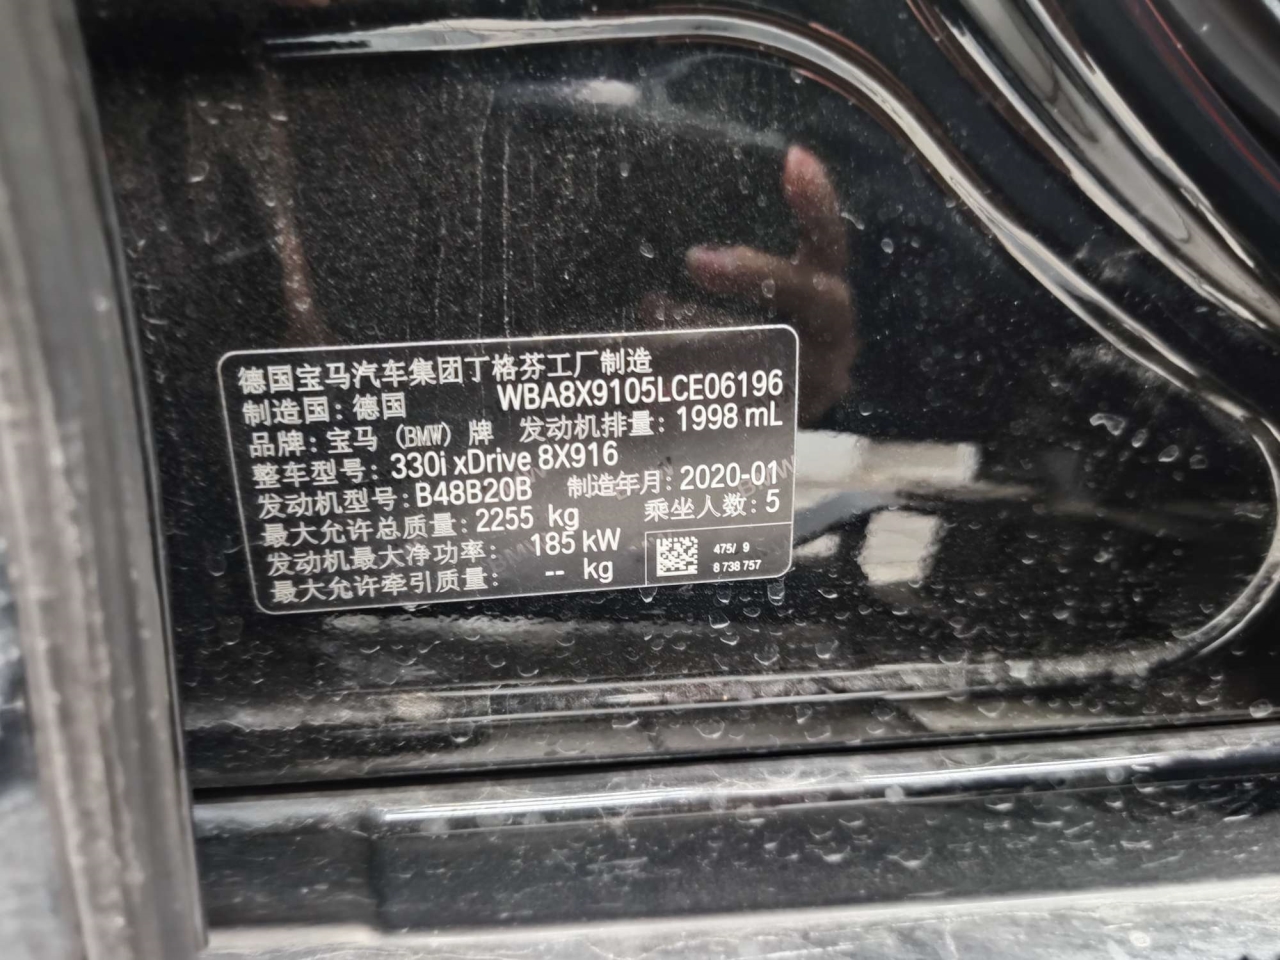 德国宝马汽车集团丁格芬工厂制造
制造国：德国 WBA8X9105LCE06196
品牌：宝马（BMW）牌 发动机排量：1998 mL
整车型号：330i xDrive 8X916
发动机型号：B48B20B 制造年月：2020-01
最大允许总质量：2255 kg 乘坐人数：5
发动机最大净功率： 185 kW
最大允许牵引质量： -- kg
475/ 9
8 738 757